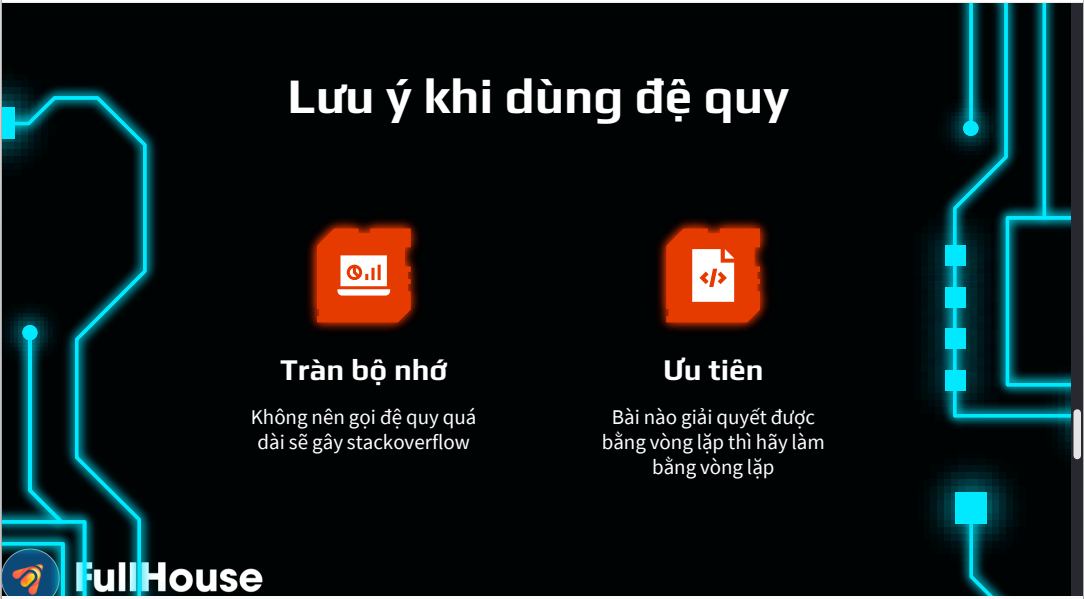 Lưu ý khi dùng đệ quy
Tràn bộ nhớ
Không nên gọi đệ quy quá
dài sẽ gây stackoverflow
Ưu tiên
Bài nào giải quyết được
bằng vòng lặp thì hãy làm
bằng vòng lặp
FullHouse